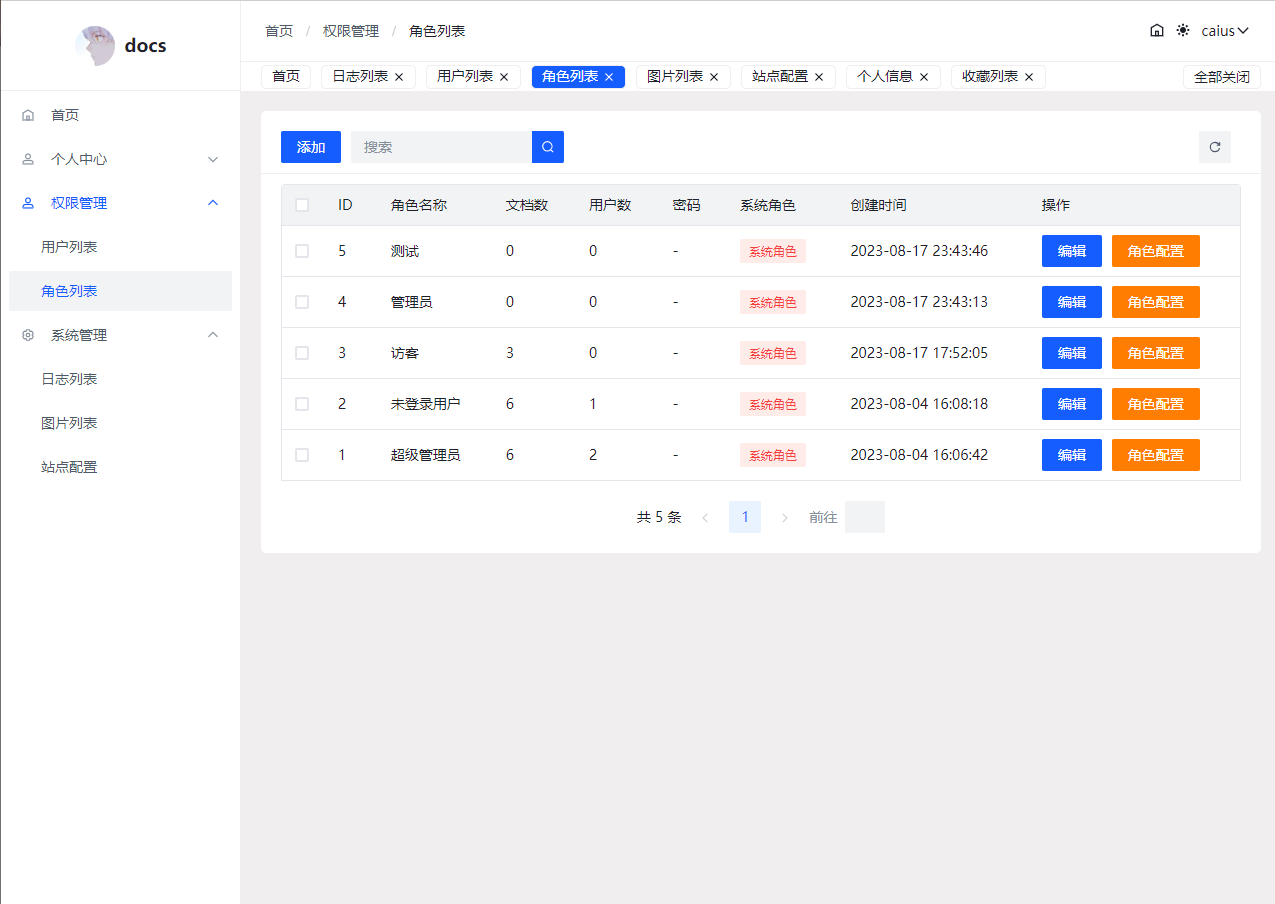 docs
首页 / 权限管理 / 角色列表
caius
首页 日志列表 用户列表 角色列表 图片列表 站点配置 个人信息 收藏列表 全部关闭
首页
个人中心
权限管理
用户列表
角色列表
系统管理
日志列表
图片列表
站点配置
添加 搜索
ID 角色名称 文档数 用户数 密码 系统角色 创建时间 操作
5 测试 0 0 - 系统角色 2023-08-17 23:43:46 编辑 角色配置
4 管理员 0 0 - 系统角色 2023-08-17 23:43:13 编辑 角色配置
3 访客 3 0 - 系统角色 2023-08-17 17:52:05 编辑 角色配置
2 未登录用户 6 1 - 系统角色 2023-08-04 16:08:18 编辑 角色配置
1 超级管理员 6 2 - 系统角色 2023-08-04 16:06:42 编辑 角色配置
共 5 条 1 前往